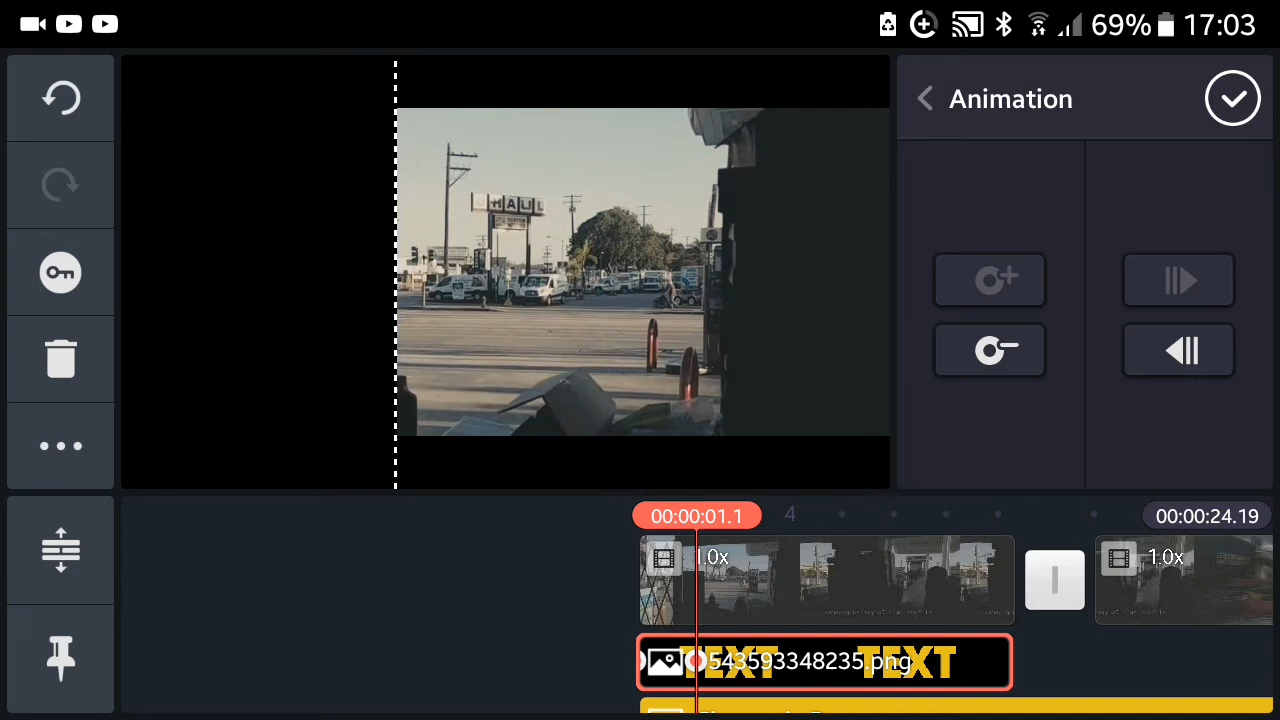 69% 17:03
Animation
U-HAUL
00:00:01.1
4
00:00:24.19
1.0x
1.0x
TEXT TEXT
543593348235.png